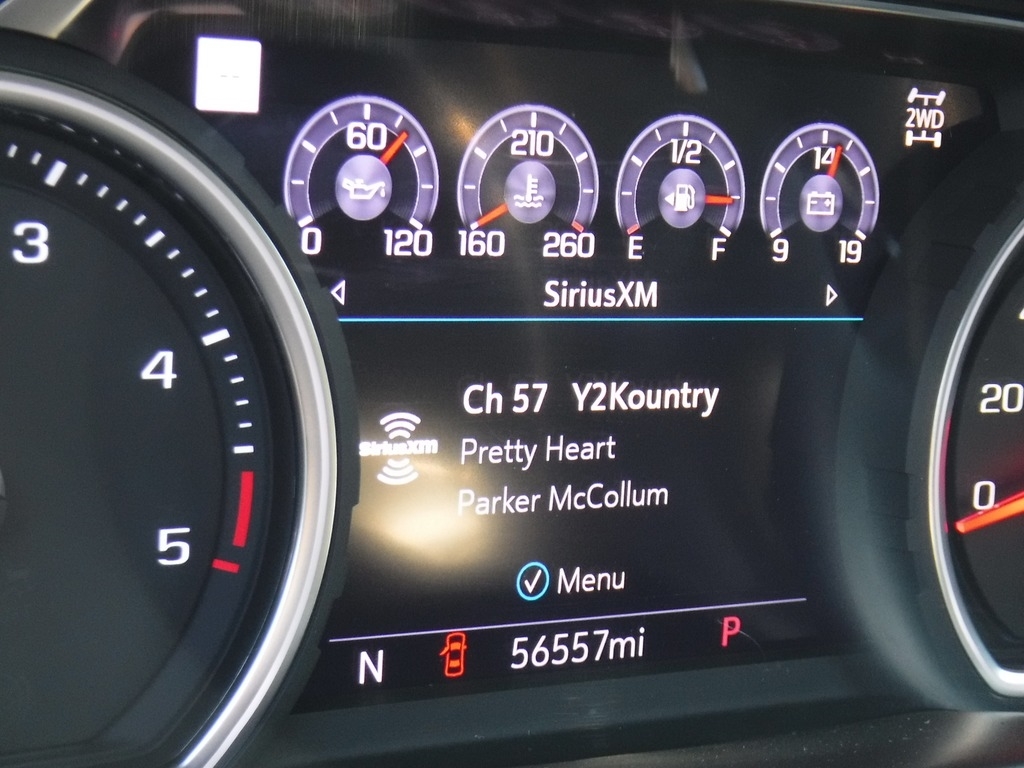 3
4
5
60
0 120
210
160 260
1/2
E F
14
9 19
2WD
SiriusXM
Ch 57 Y2Kountry
SiriusXM
Pretty Heart
Parker McCollum
Menu
N 56557mi P
20
0